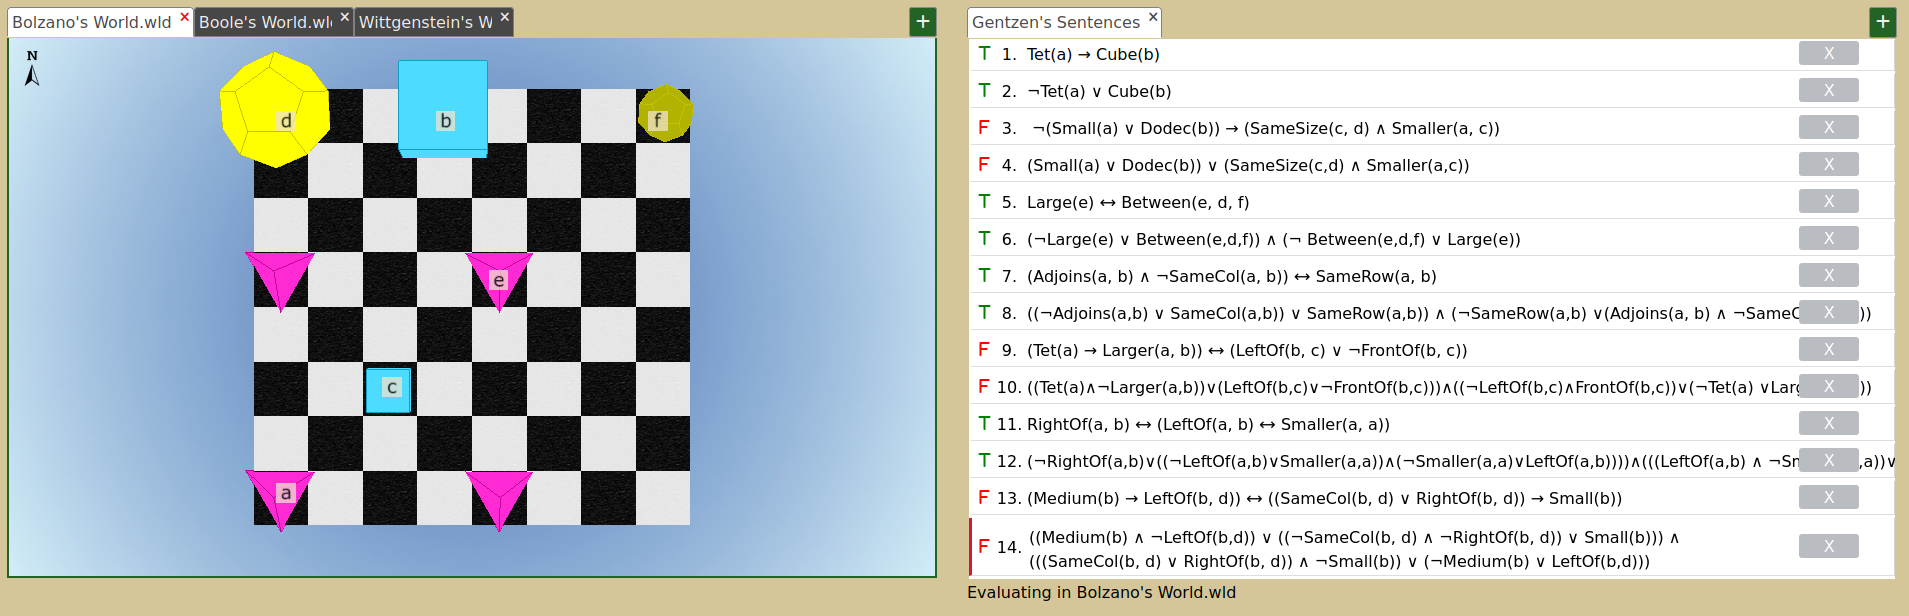 Bolzano's World.wld × Boole's World.wl × Wittgenstein's W × +
N
d b f
e
c
a
Gentzen's Sentences × +
T 1. Tet(a) → Cube(b) X
T 2. ¬Tet(a) ∨ Cube(b) X
F 3. ¬(Small(a) ∨ Dodec(b)) → (SameSize(c, d) ∧ Smaller(a, c)) X
F 4. (Small(a) ∨ Dodec(b)) ∨ (SameSize(c,d) ∧ Smaller(a,c)) X
T 5. Large(e) ↔ Between(e, d, f) X
T 6. (¬Large(e) ∨ Between(e,d,f)) ∧ (¬ Between(e,d,f) ∨ Large(e)) X
T 7. (Adjoins(a, b) ∧ ¬SameCol(a, b)) ↔ SameRow(a, b) X
T 8. ((¬Adjoins(a,b) ∨ SameCol(a,b)) ∨ SameRow(a,b)) ∧ (¬SameRow(a,b) ∨(Adjoins(a, b) ∧ ¬SameC X ))
F 9. (Tet(a) → Larger(a, b)) ↔ (LeftOf(b, c) ∨ ¬FrontOf(b, c)) X
F 10. ((Tet(a)∧¬Larger(a,b))∨(LeftOf(b,c)∨¬FrontOf(b,c)))∧((¬LeftOf(b,c)∧FrontOf(b,c))∨(¬Tet(a) ∨Larg X ))
T 11. RightOf(a, b) ↔ (LeftOf(a, b) ↔ Smaller(a, a)) X
T 12. (¬RightOf(a,b)∨((¬LeftOf(a,b)∨Smaller(a,a))∧(¬Smaller(a,a)∨LeftOf(a,b))))∧(((LeftOf(a,b) ∧ ¬Sm X ,a))∨
F 13. (Medium(b) → LeftOf(b, d)) ↔ ((SameCol(b, d) ∨ RightOf(b, d)) → Small(b)) X
F 14. ((Medium(b) ∧ ¬LeftOf(b,d)) ∨ ((¬SameCol(b, d) ∧ ¬RightOf(b, d)) ∨ Small(b))) ∧ X
(((SameCol(b, d) ∨ RightOf(b, d)) ∧ ¬Small(b)) ∨ (¬Medium(b) ∨ LeftOf(b,d)))
Evaluating in Bolzano's World.wld